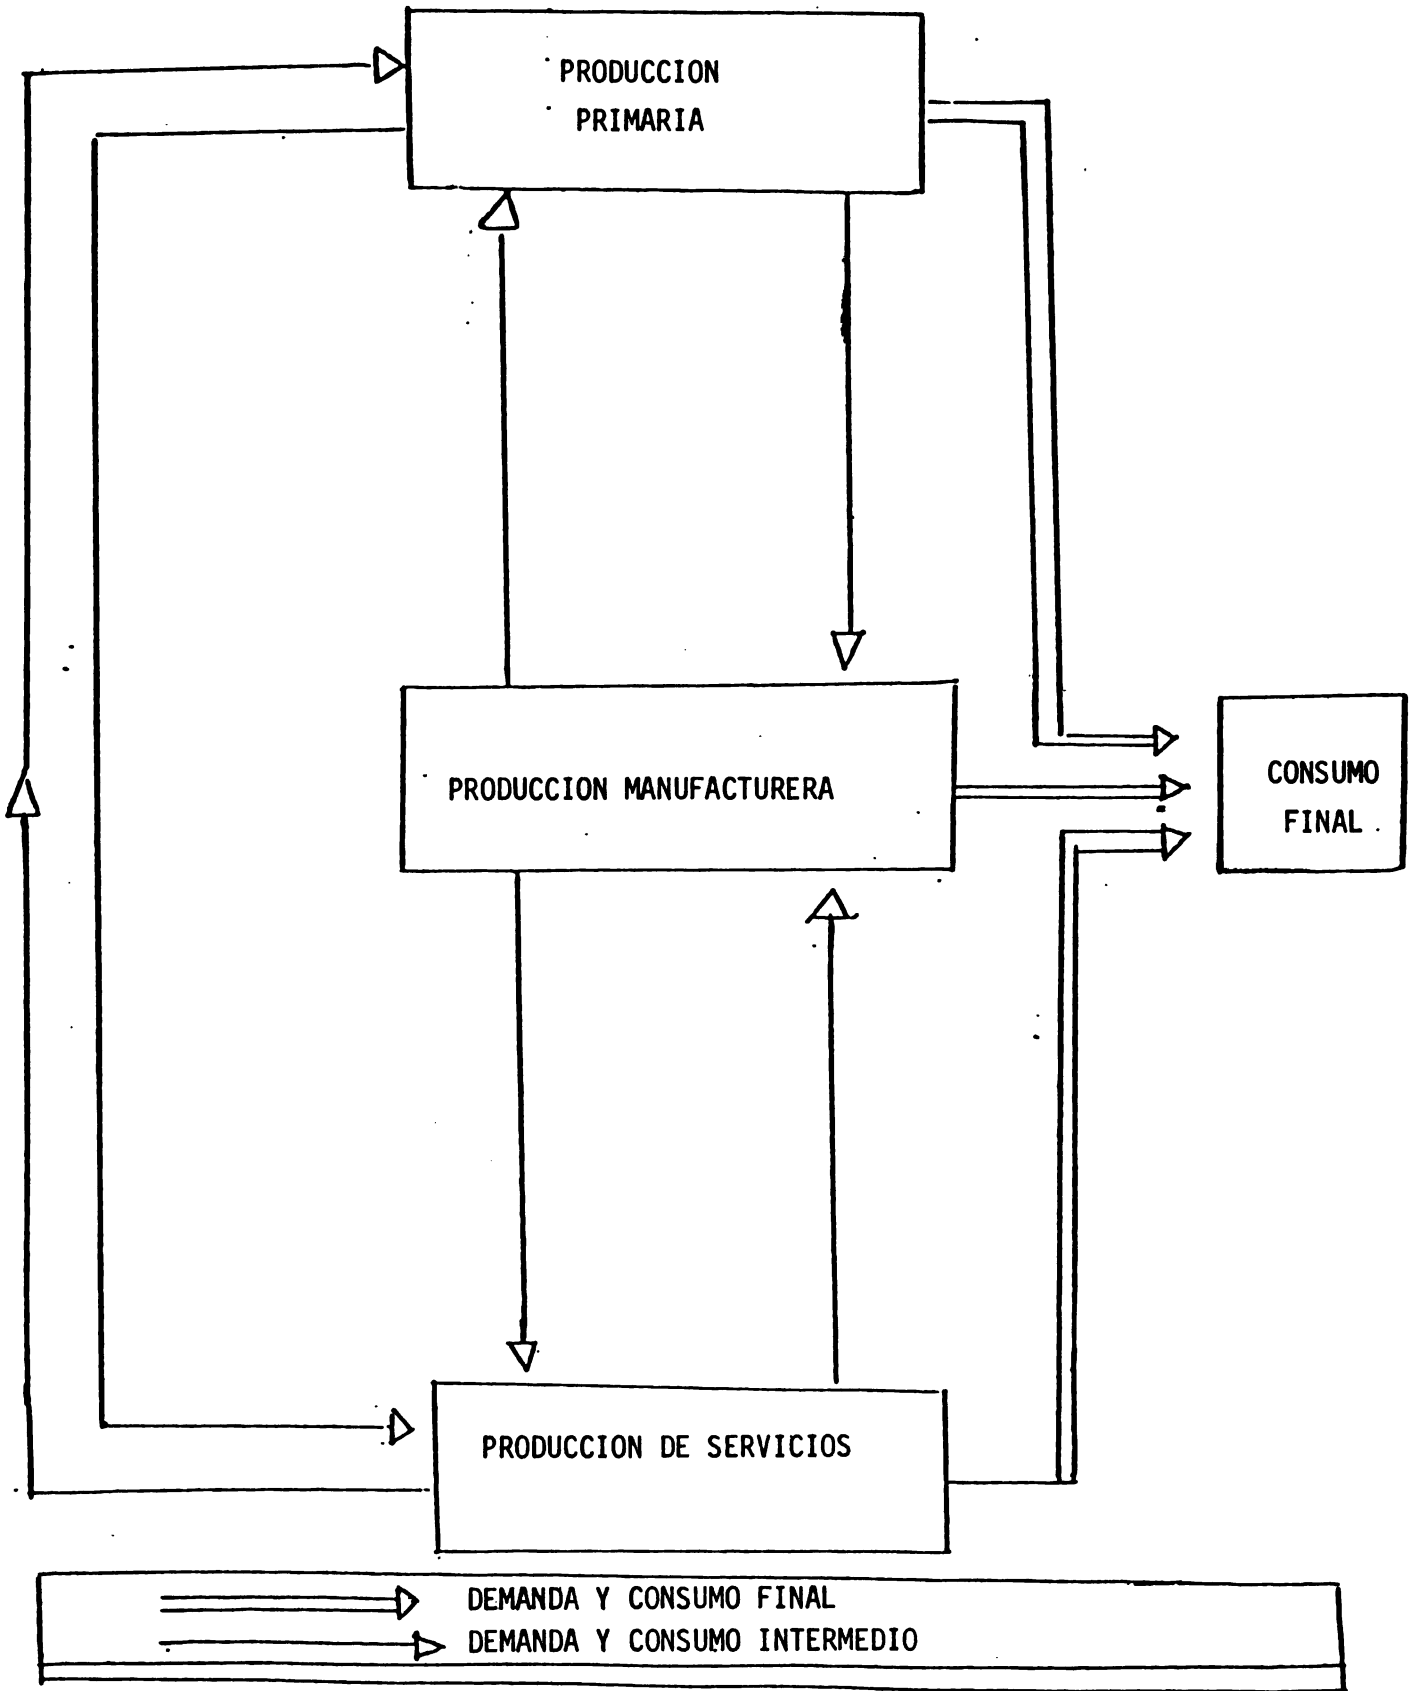 PRODUCCION
PRIMARIA
PRODUCCION MANUFACTURERA
CONSUMO
FINAL
PRODUCCION DE SERVICIOS
DEMANDA Y CONSUMO FINAL
DEMANDA Y CONSUMO INTERMEDIO